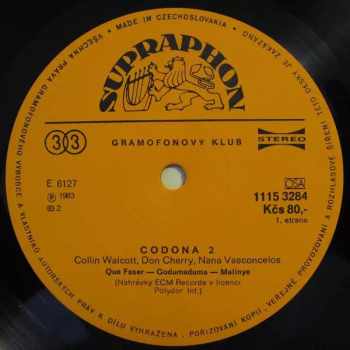 MADE IN CZECHOSLOVAKIA • VŠECHNA PRÁVA GRAMOFONOVÉHO VÝROBCE A VLASTNÍKŮ AUTORSKÝCH PRÁV K DÍLU VYHRAZENA. POŘIZOVÁNÍ KOPIÍ, VEREJNÉ PROVOZOVÁNÍ A ROZHLASOVÉ ŠÍŘENÍ TÉTO DESKY JE ZAKÁZÁNO
SUPRAPHON
33
GRAMOFONOVÝ KLUB
STEREO
E 6127
Ⓟ 1983
83 2
OSA
1115 3284
Kčs 80,-
1. strana
CODONA 2
Collin Walcott, Don Cherry, Nana Vasconcelos
Que Faser — Godumaduma — Malinye
(Nahrávky ECM Records v licenci
Polydor Int.)